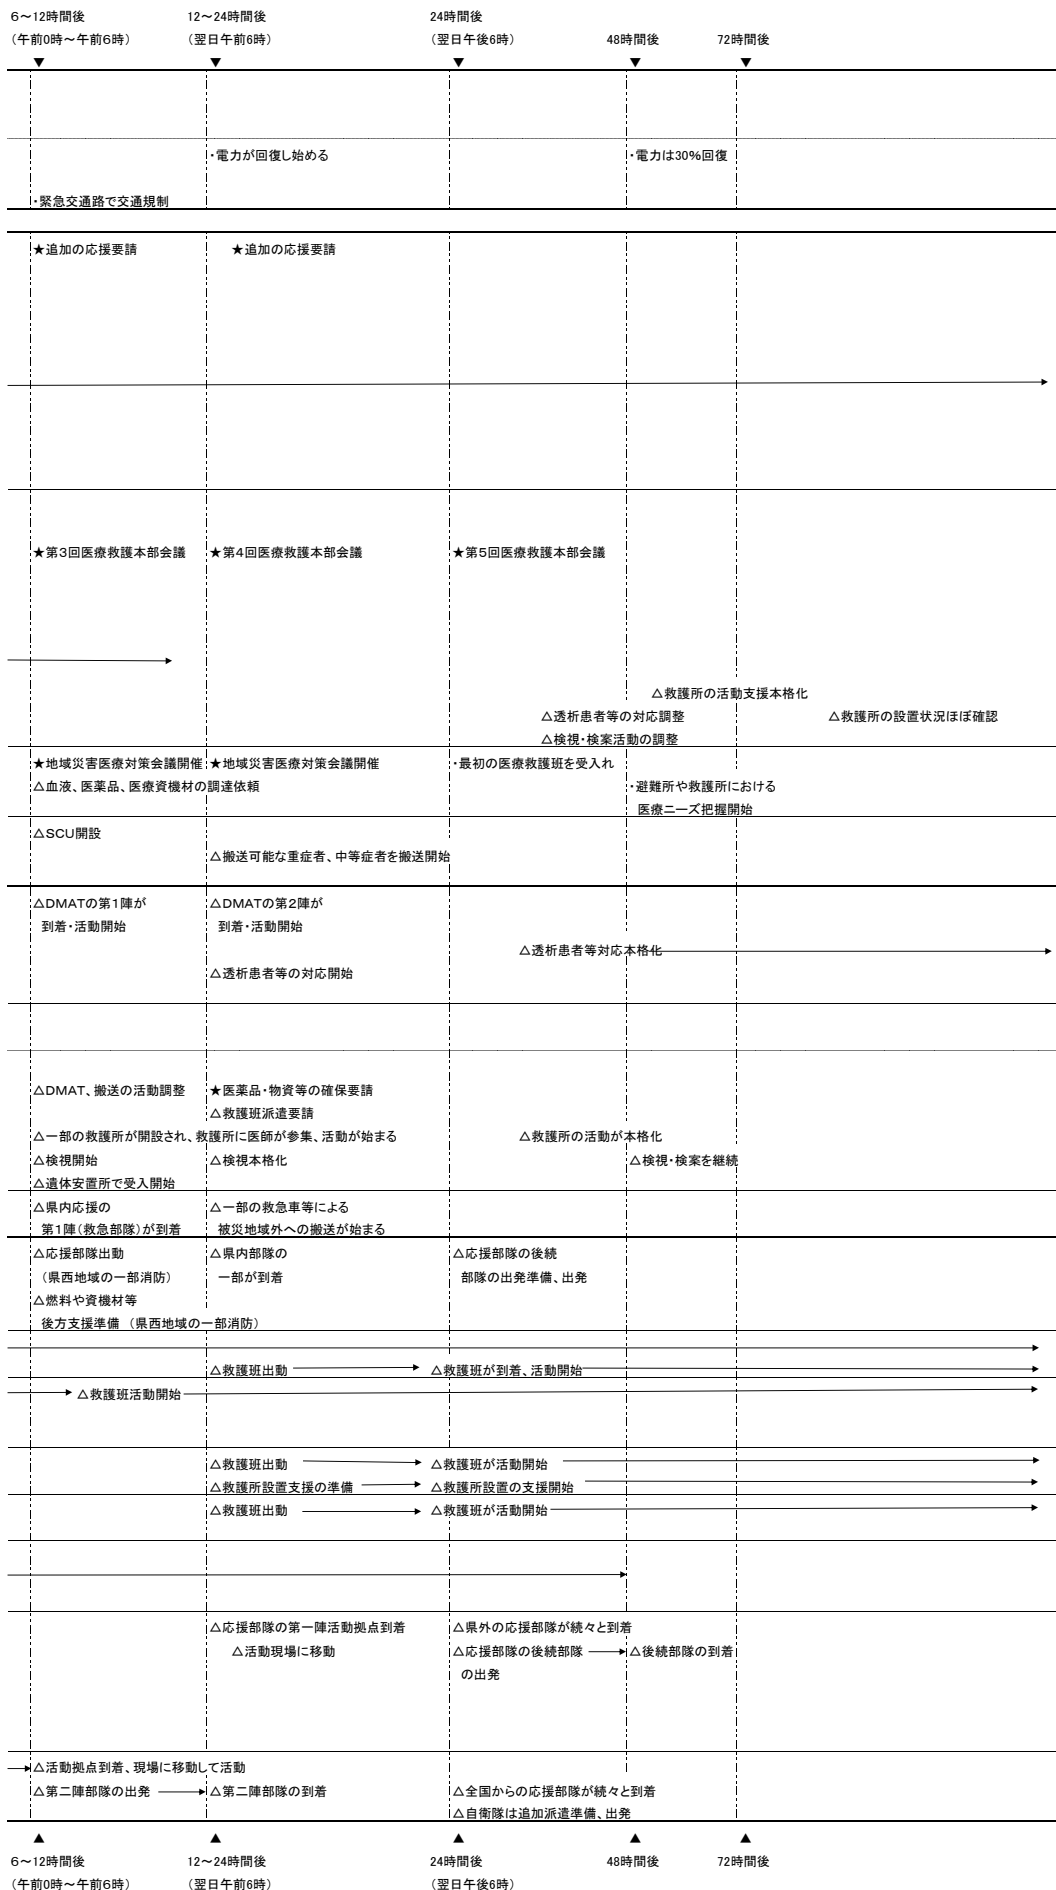 6～12時間後 12～24時間後 24時間後
（午前0時～午前6時） （翌日午前6時） （翌日午後6時） 48時間後 72時間後
▼ ▼ ▼ ▼ ▼
・電力が回復し始める ・電力は30%回復
・緊急交通路で交通規制
★追加の応援要請 ★追加の応援要請
★第3回医療救護本部会議 ★第4回医療救護本部会議 ★第5回医療救護本部会議
△救護所の活動支援本格化
△透析患者等の対応調整 △救護所の設置状況ほぼ確認
△検視・検案活動の調整
★地域災害医療対策会議開催 ★地域災害医療対策会議開催 ・最初の医療救護班を受入れ
△血液、医薬品、医療資機材の調達依頼 ・避難所や救護所における
医療ニーズ把握開始
△SCU開設
△搬送可能な重症者、中等症者を搬送開始
△DMATの第1陣が △DMATの第2陣が
到着・活動開始 到着・活動開始
△透析患者等対応本格化
△透析患者等の対応開始
△DMAT、搬送の活動調整 ★医薬品・物資等の確保要請
△救護班派遣要請
△一部の救護所が開設され、救護所に医師が参集、活動が始まる △救護所の活動が本格化
△検視開始 △検視本格化 △検視・検案を継続
△遺体安置所で受入開始
△県内応援の △一部の救急車等による
第1陣（救急部隊）が到着 被災地域外への搬送が始まる
△応援部隊出動 △県内部隊の △応援部隊の後続
（県西地域の一部消防） 一部が到着 部隊の出発準備、出発
△燃料や資機材等
後方支援準備 （県西地域の一部消防）
△救護班出動 △救護班が到着、活動開始
△救護班活動開始
△救護班出動 △救護班が活動開始
△救護所設置支援の準備 △救護所設置の支援開始
△救護班出動 △救護班が活動開始
△応援部隊の第一陣活動拠点到着 △県外の応援部隊が続々と到着
△活動現場に移動 △応援部隊の後続部隊 △後続部隊の到着
の出発
△活動拠点到着、現場に移動して活動
△第二陣部隊の出発 △第二陣部隊の到着 △全国からの応援部隊が続々と到着
△自衛隊は追加派遣準備、出発
▲ ▲ ▲ ▲ ▲
6～12時間後 12～24時間後 24時間後 48時間後 72時間後
（午前0時～午前6時） （翌日午前6時） （翌日午後6時）